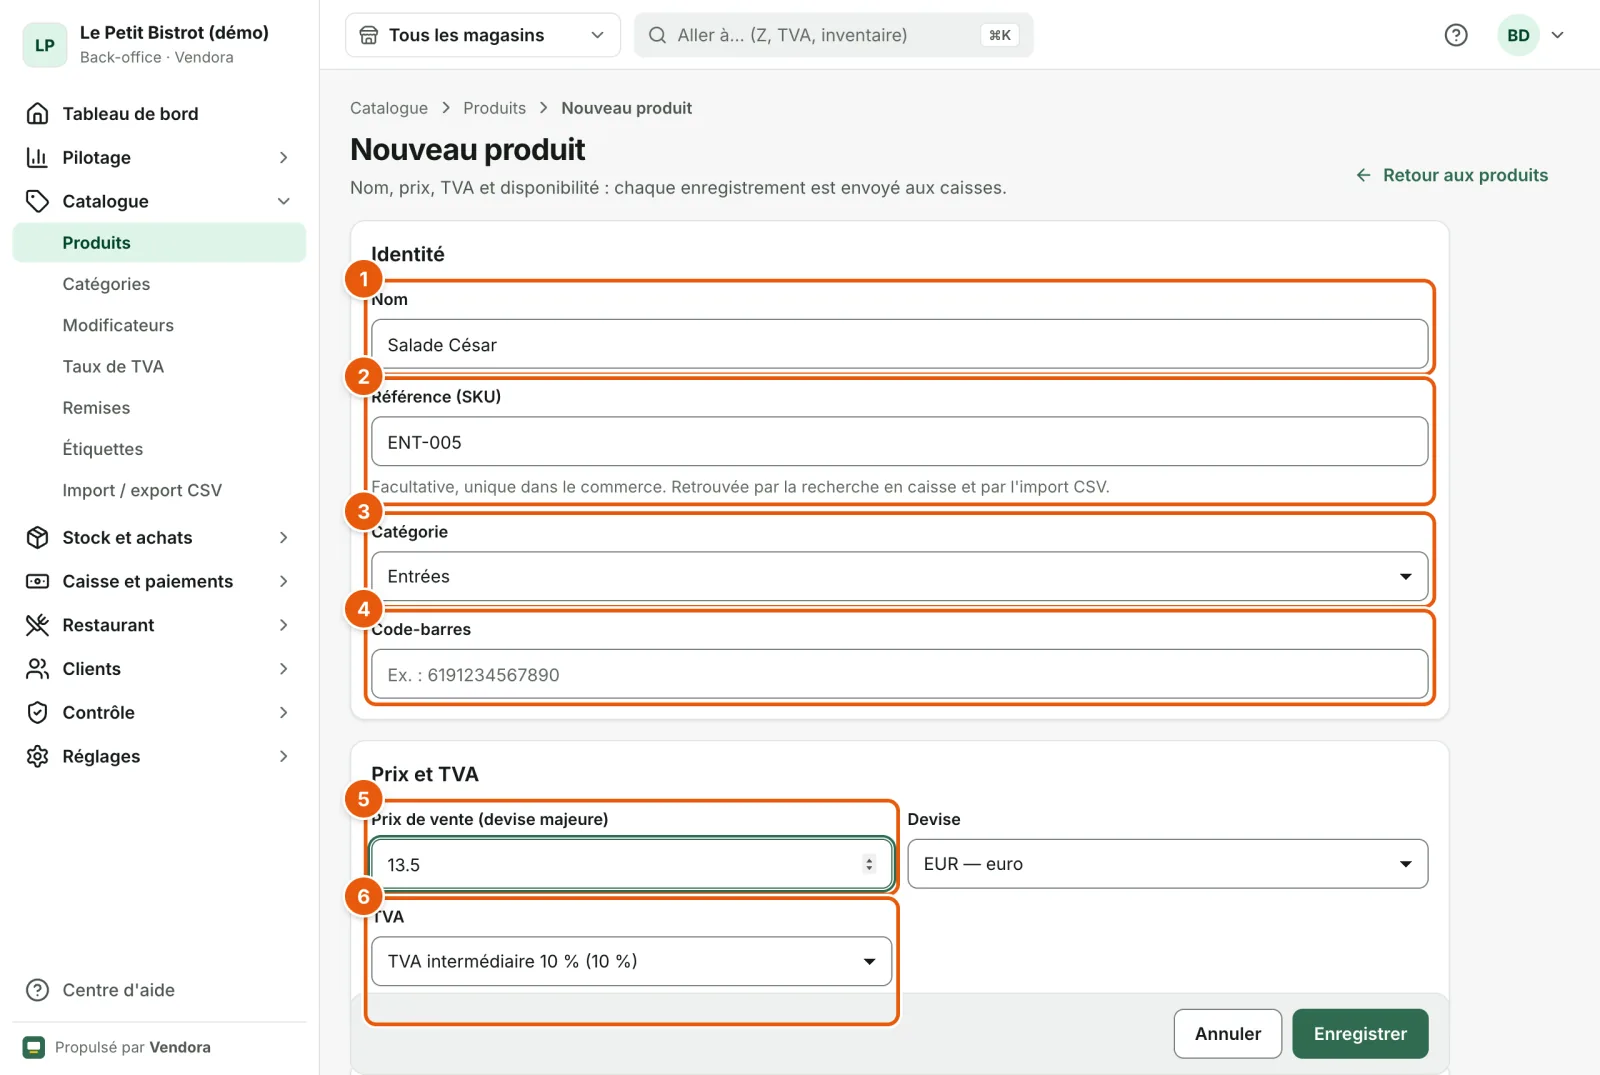 LP
Le Petit Bistrot (démo)
Back-office · Vendora
Tous les magasins
Aller à... (Z, TVA, inventaire)
⌘K
BD
Tableau de bord
Pilotage
Catalogue
Produits
Catégories
Modificateurs
Taux de TVA
Remises
Étiquettes
Import / export CSV
Stock et achats
Caisse et paiements
Restaurant
Clients
Contrôle
Réglages
Centre d'aide
Propulsé par Vendora
Catalogue > Produits > Nouveau produit
Nouveau produit
Nom, prix, TVA et disponibilité : chaque enregistrement est envoyé aux caisses.
← Retour aux produits
Identité
1
Nom
Salade César
2
Référence (SKU)
ENT-005
Facultative, unique dans le commerce. Retrouvée par la recherche en caisse et par l'import CSV.
3
Catégorie
Entrées
4
Code-barres
Ex. : 6191234567890
Prix et TVA
5
Prix de vente (devise majeure)
13.5
Devise
EUR — euro
6
TVA
TVA intermédiaire 10 % (10 %)
Annuler
Enregistrer